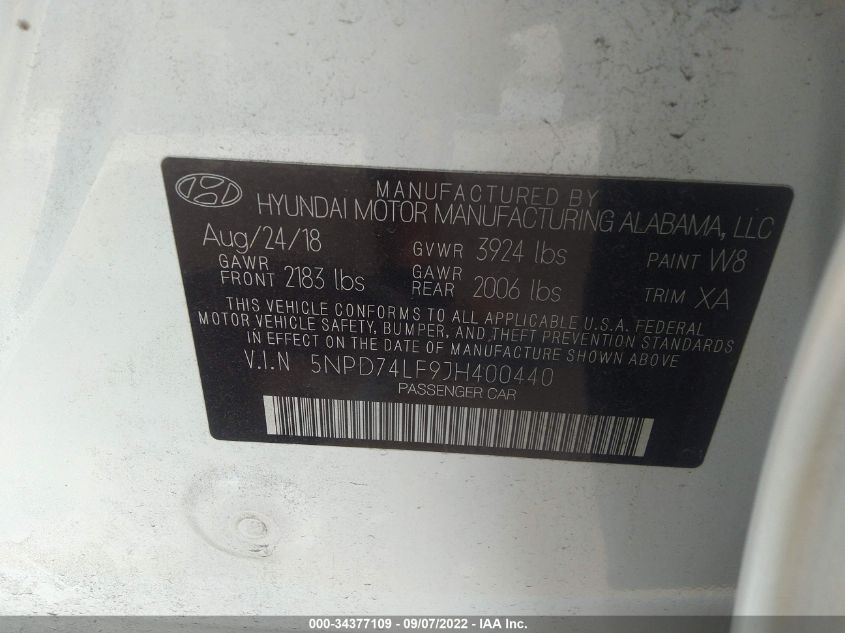 MANUFACTURED BY
HYUNDAI MOTOR MANUFACTURING ALABAMA, LLC
Aug/24/18 GVWR 3924 lbs PAINT W8
GAWR FRONT 2183 lbs GAWR REAR 2006 lbs TRIM XA
THIS VEHICLE CONFORMS TO ALL APPLICABLE U.S.A. FEDERAL
MOTOR VEHICLE SAFETY, BUMPER, AND THEFT PREVENTION STANDARDS
IN EFFECT ON THE DATE OF MANUFACTURE SHOWN ABOVE.
V.I.N 5NPD74LF9JH400440
PASSENGER CAR
000-34377109 - 09/07/2022 - IAA Inc.